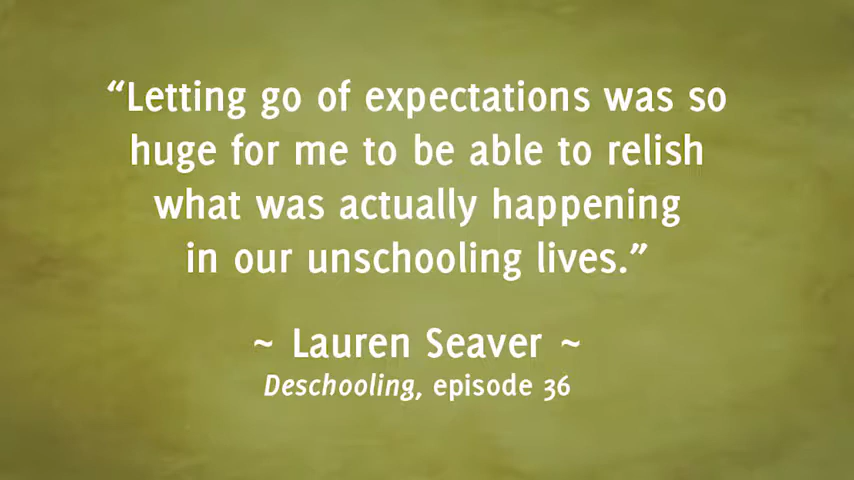 “Letting go of expectations was so
huge for me to be able to relish
what was actually happening
in our unschooling lives.”
~ Lauren Seaver ~
Deschooling, episode 36